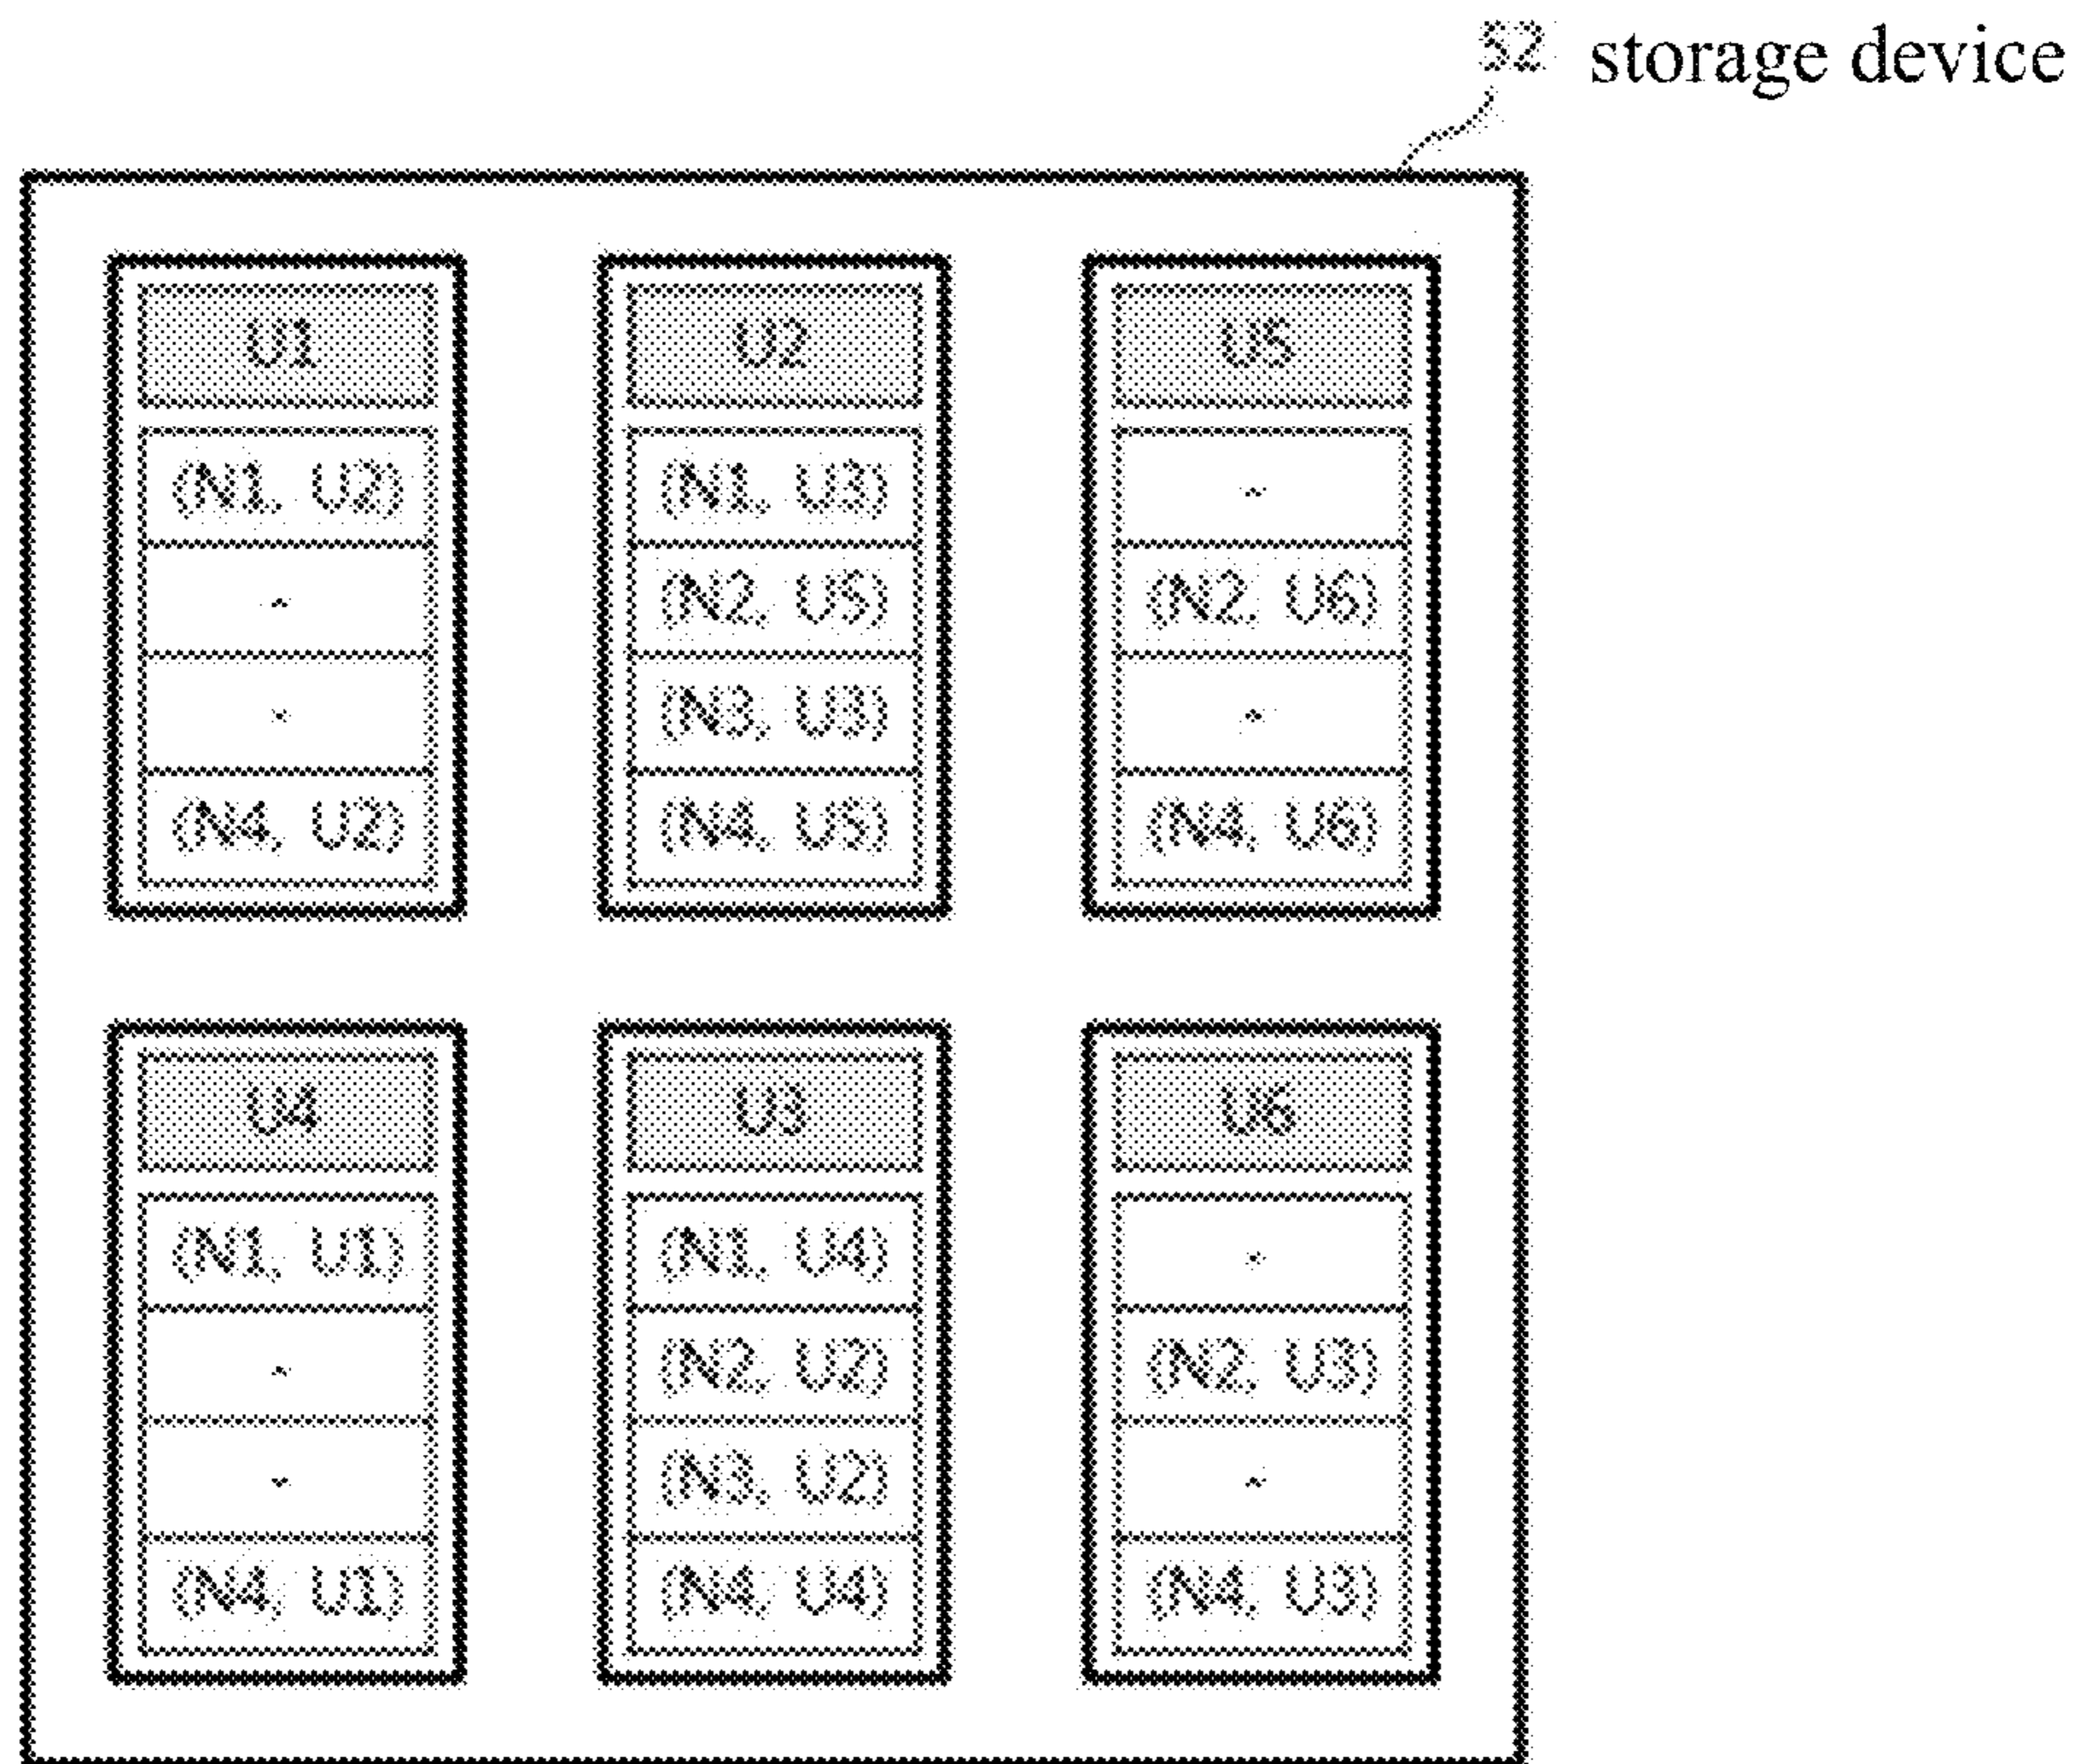 52 storage device
U1 U2 U5
(N1, U2) (N1, U3) -
- (N2, U5) (N2, U6)
- (N3, U3) -
(N4, U2) (N4, U5) (N4, U6)
U4 U3 U6
(N1, U1) (N1, U4) -
- (N2, U2) (N2, U3)
- (N3, U2) -
(N4, U1) (N4, U4) (N4, U3)